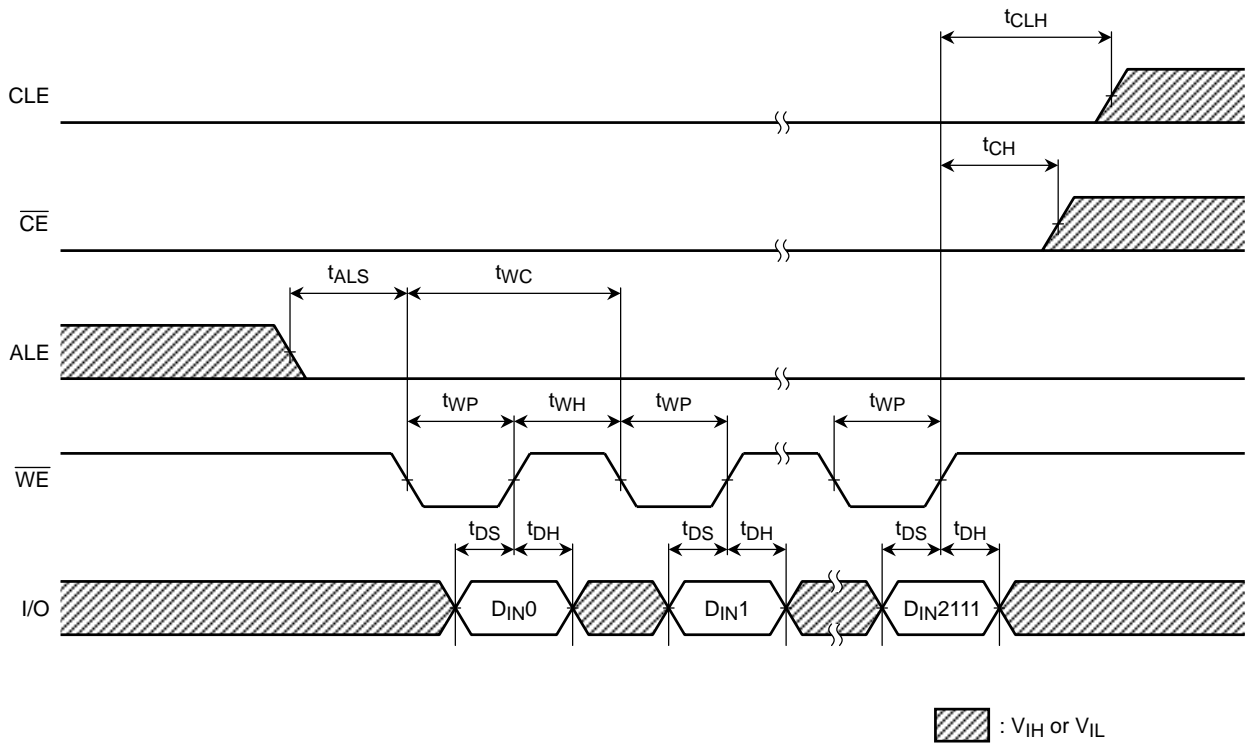 tCLH
CLE
tCH
CE
tALS
tWC
ALE
tWP
tWH
tWP
tWP
WE
tDS
tDH
tDS
tDH
tDS
tDH
I/O
DIN0
DIN1
DIN2111
: VIH or VIL